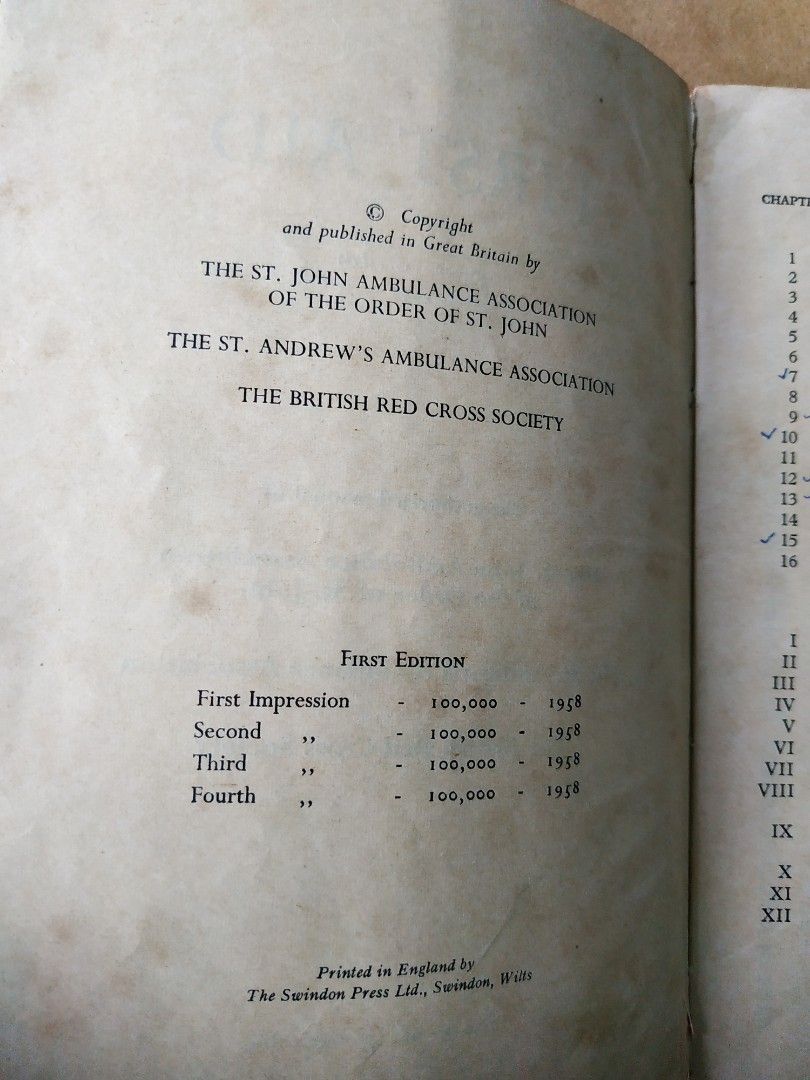 © Copyright
and published in Great Britain by
THE ST. JOHN AMBULANCE ASSOCIATION
OF THE ORDER OF ST. JOHN
THE ST. ANDREW'S AMBULANCE ASSOCIATION
THE BRITISH RED CROSS SOCIETY
FIRST EDITION
First Impression - 100,000 - 1958
Second ,, - 100,000 - 1958
Third ,, - 100,000 - 1958
Fourth ,, - 100,000 - 1958
Printed in England by
The Swindon Press Ltd., Swindon, Wilts
1
2
3
4
5
6
7
8
9
10
11
12
13
14
15
16
I
II
III
IV
V
VI
VII
VIII
IX
X
XI
XII